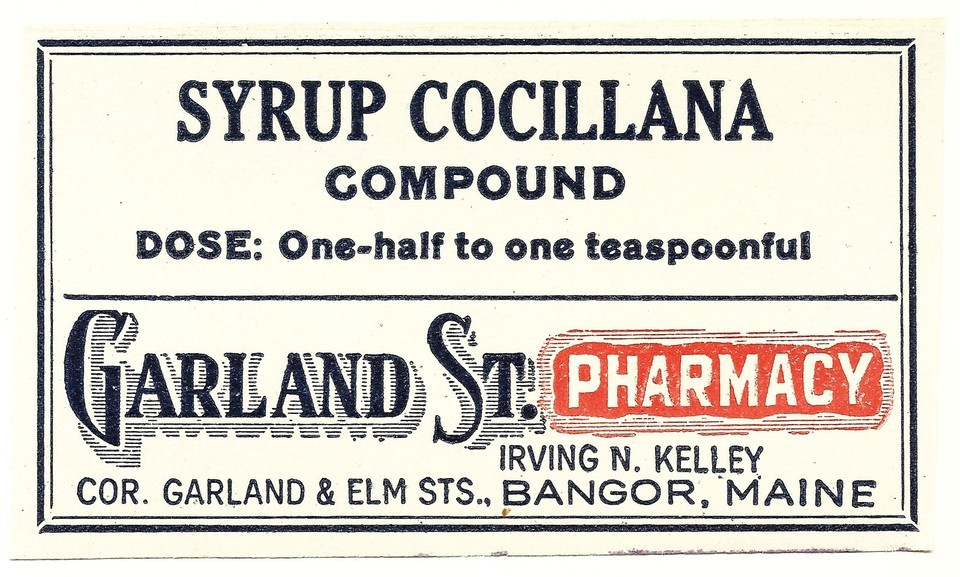 SYRUP COCILLANA
COMPOUND
DOSE: One-half to one teaspoonful
GARLAND ST. PHARMACY
IRVING N. KELLEY
COR. GARLAND & ELM STS., BANGOR, MAINE